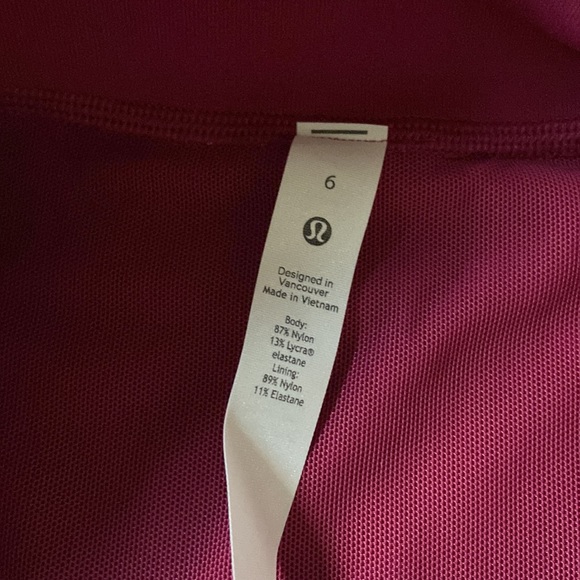 6
Designed in
Vancouver
Made in Vietnam
Body:
87% Nylon
13% Lycra®
elastane
Lining:
89% Nylon
11% Elastane